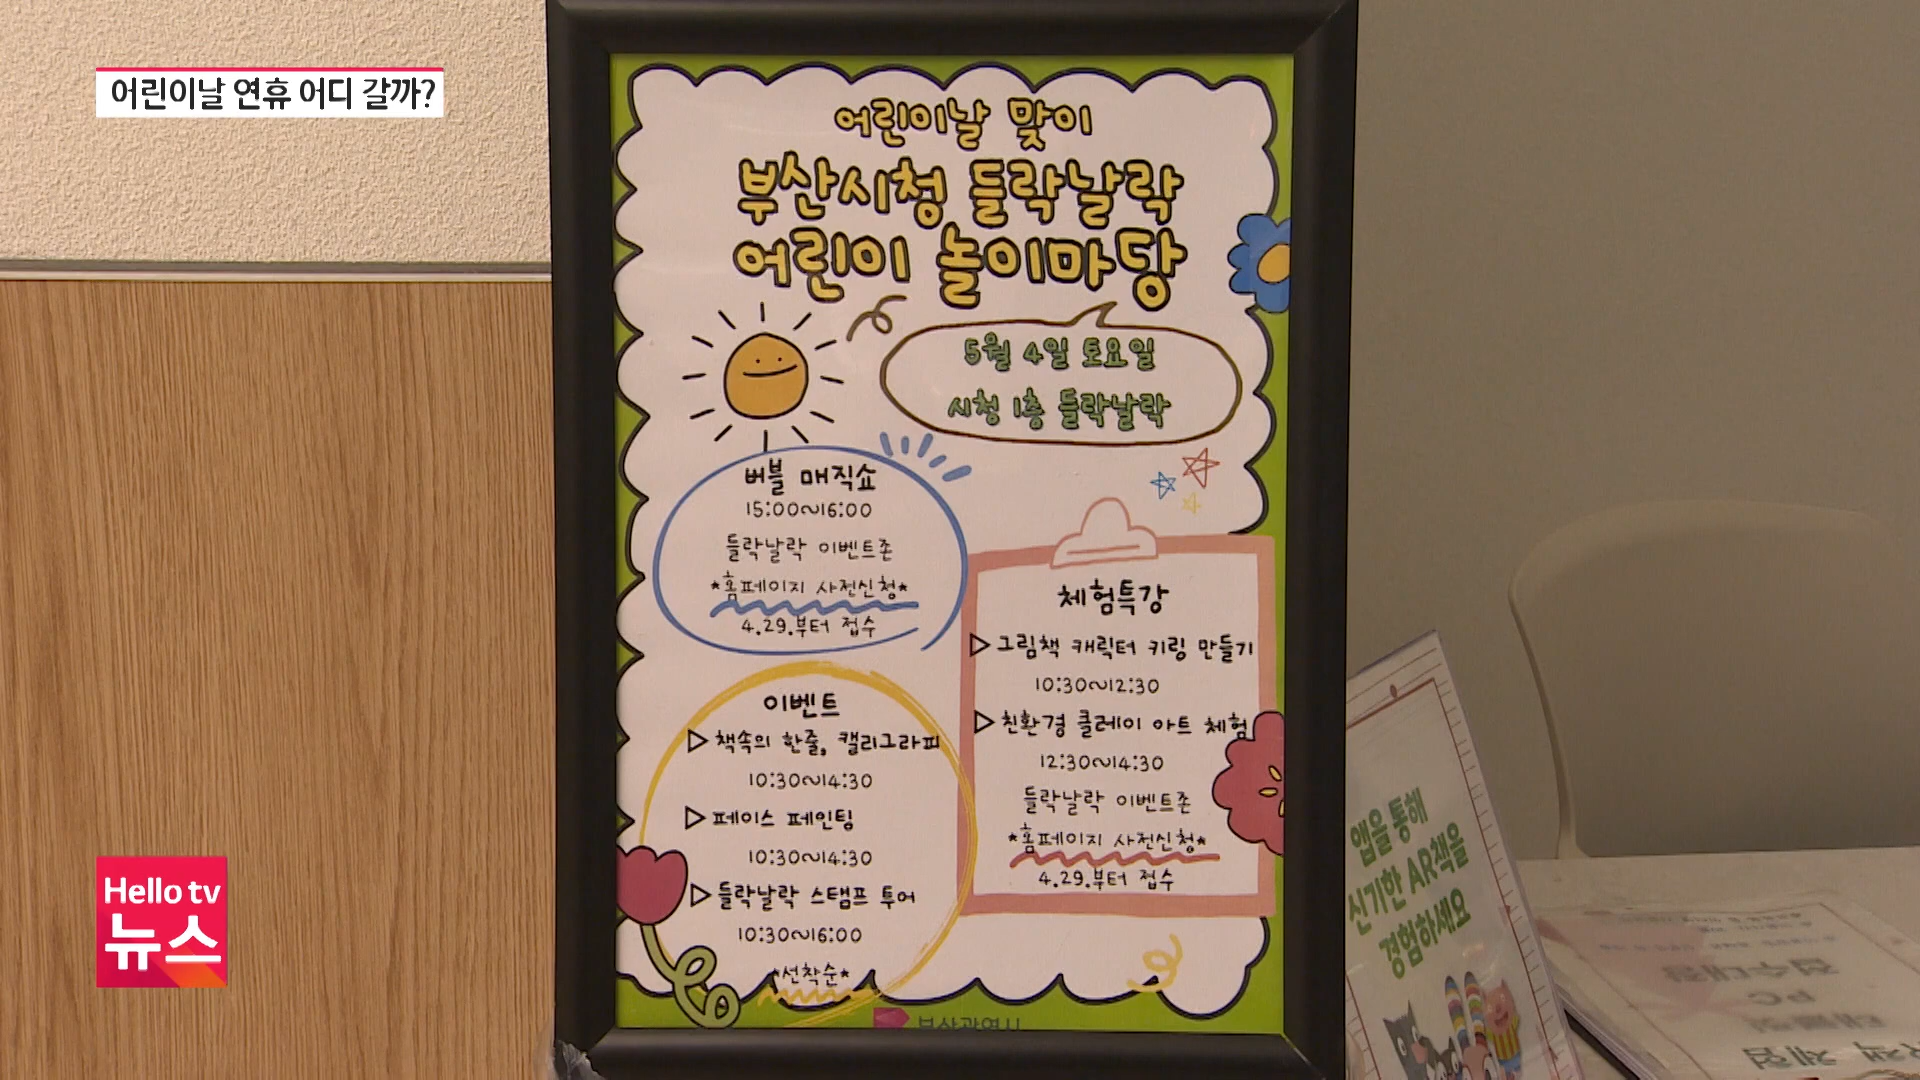 어린이날 연휴 어디 갈까?
어린이날 맞이
부산시청 들락날락
어린이 놀이마당
5월 4일 토요일
시청 1층 들락날락
버블 매직쇼
15:00~16:00
들락날락 이벤트존
*홈페이지 사전신청*
4.29.부터 접수
이벤트
▷책속의 한줄, 캘리그라피
10:30~14:30
▷페이스 페인팅
10:30~14:30
▷들락날락 스탬프 투어
10:30~16:00
*선착순*
체험특강
▷그림책 캐릭터 키링 만들기
10:30~12:30
▷친환경 클레이 아트 체험
12:30~14:30
들락날락 이벤트존
*홈페이지 사전신청*
4.29.부터 접수
부산광역시
앱을 통해
신기한 AR책을
경험하세요
접수대장
PC
Hello tv
뉴스